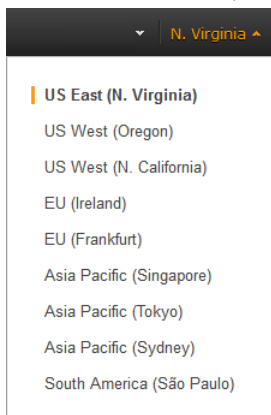 N. Virginia
US East (N. Virginia)
US West (Oregon)
US West (N. California)
EU (Ireland)
EU (Frankfurt)
Asia Pacific (Singapore)
Asia Pacific (Tokyo)
Asia Pacific (Sydney)
South America (São Paulo)